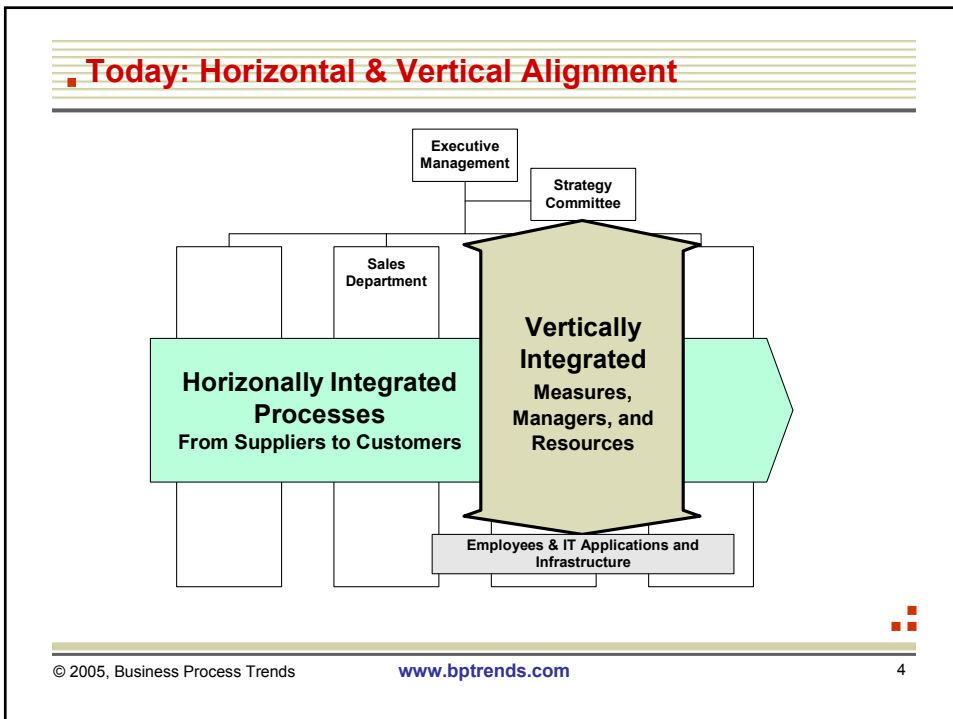 Today: Horizontal & Vertical Alignment
Executive
Management
Strategy
Committee
Sales
Department
Vertically
Integrated
Measures,
Managers, and
Resources
Horizonally Integrated
Processes
From Suppliers to Customers
Employees & IT Applications and
Infrastructure
© 2005, Business Process Trends
www.bptrends.com
4